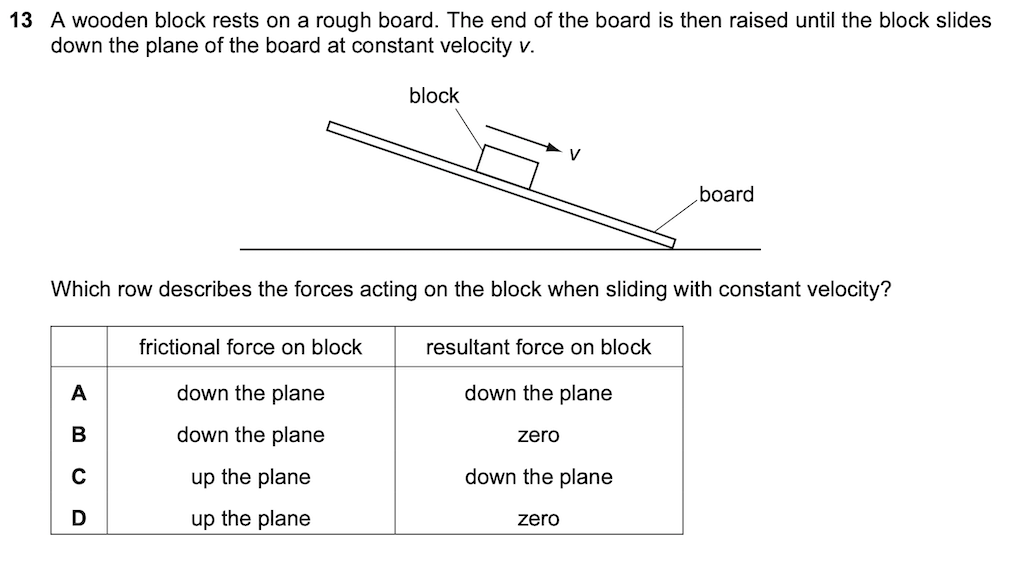 13 A wooden block rests on a rough board. The end of the board is then raised until the block slides
down the plane of the board at constant velocity v.
block
v
board
Which row describes the forces acting on the block when sliding with constant velocity?
frictional force on block resultant force on block
A down the plane down the plane
B down the plane zero
C up the plane down the plane
D up the plane zero